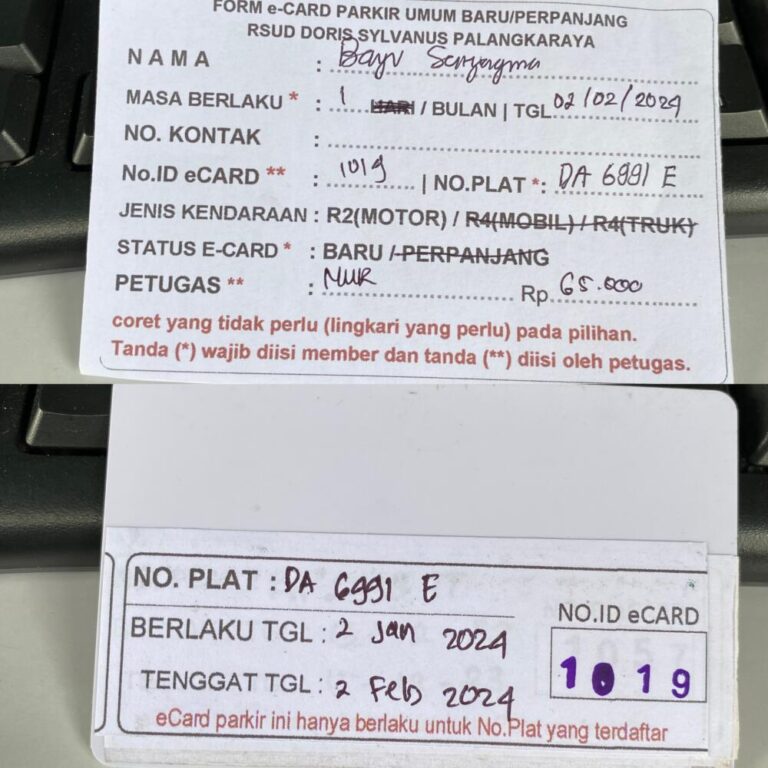 FORM e-CARD PARKIR UMUM BARU/PERPANJANG
RSUD DORIS SYLVANUS PALANGKARAYA
NAMA : Bayu
MASA BERLAKU * : 1 HARI / BULAN | TGL. 02/02/2024
NO. KONTAK :
No.ID eCARD ** : 1019 | NO.PLAT *: DA 6991 E
JENIS KENDARAAN : R2(MOTOR) / R4(MOBIL) / R4(TRUK)
STATUS E-CARD * : BARU / PERPANJANG
PETUGAS ** : NUR Rp. 65.000
coret yang tidak perlu (lingkari yang perlu) pada pilihan.
Tanda (*) wajib diisi member dan tanda (**) diisi oleh petugas.
NO. PLAT : DA 6991 E
BERLAKU TGL : 2 Jan 2024
TENGGAT TGL : 2 Feb 2024
NO.ID eCARD
1019
eCard parkir ini hanya berlaku untuk No.Plat yang terdaftar